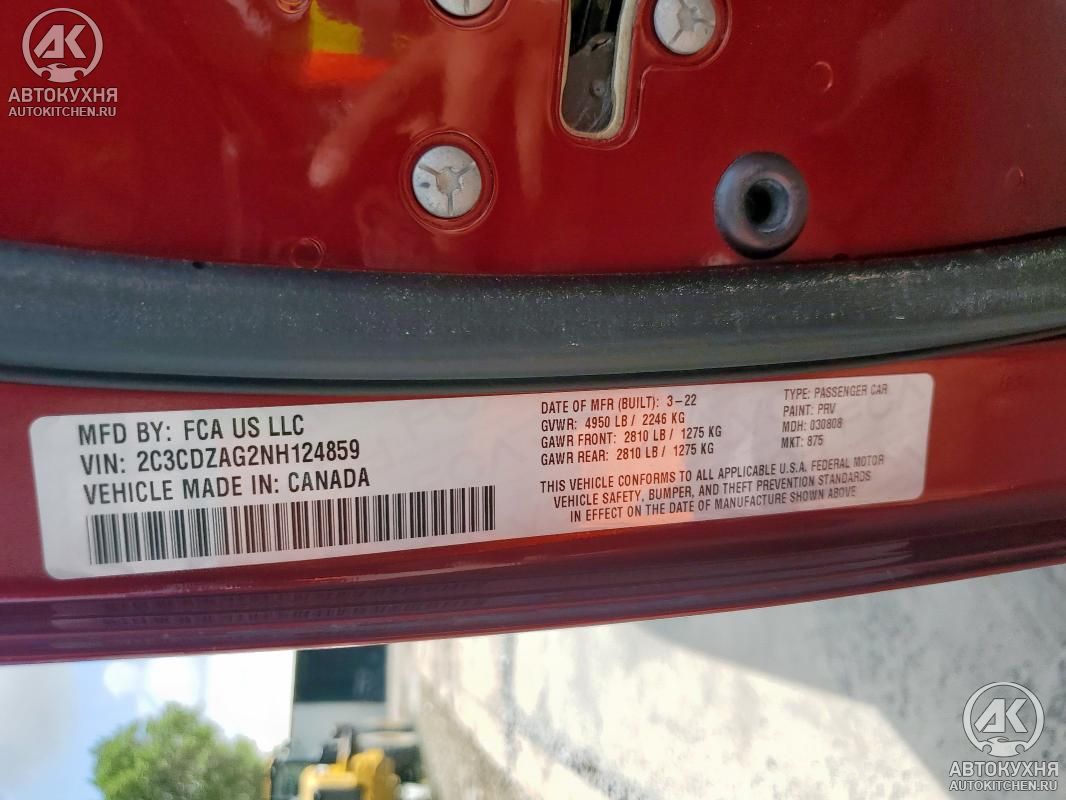 АК
АВТОКУХНЯ
AUTOKITCHEN.RU
MFD BY: FCA US LLC
VIN: 2C3CDZAG2NH124859
VEHICLE MADE IN: CANADA
DATE OF MFR (BUILT): 3-22
GVWR: 4950 LB / 2246 KG
GAWR FRONT: 2810 LB / 1275 KG
GAWR REAR: 2810 LB / 1275 KG
TYPE: PASSENGER CAR
PAINT: PRV
MDH: 030808
MKT: 875
THIS VEHICLE CONFORMS TO ALL APPLICABLE U.S.A. FEDERAL MOTOR
VEHICLE SAFETY, BUMPER, AND THEFT PREVENTION STANDARDS
IN EFFECT ON THE DATE OF MANUFACTURE SHOWN ABOVE
АК
АВТОКУХНЯ
AUTOKITCHEN.RU